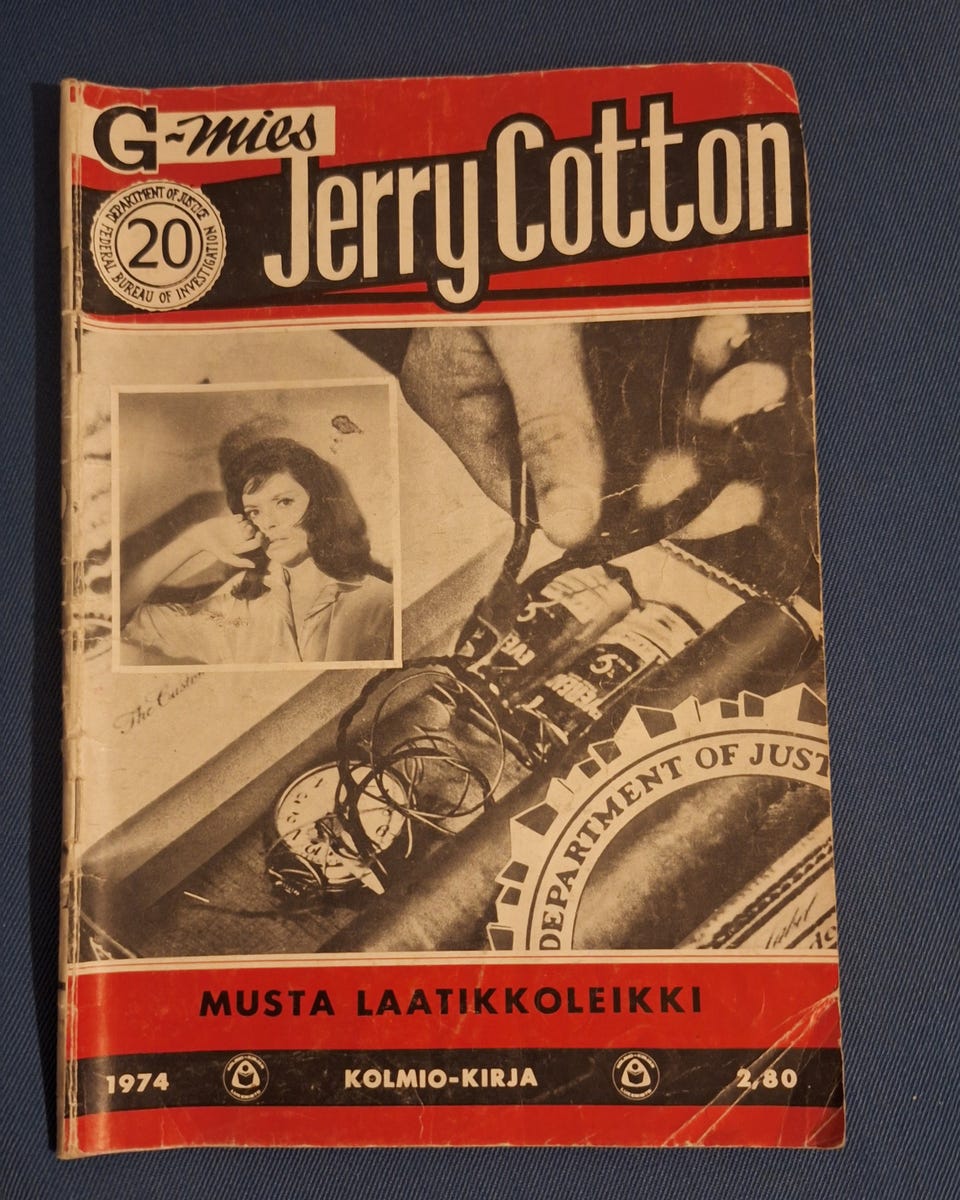 G-mies
Jerry Cotton
DEPARTMENT OF JUSTICE
FEDERAL BUREAU OF INVESTIGATION
20
The
DEPARTMENT OF JUST
MUSTA LAATIKKOLEIKKI
1974 KOLMIO-KIRJA 2,80